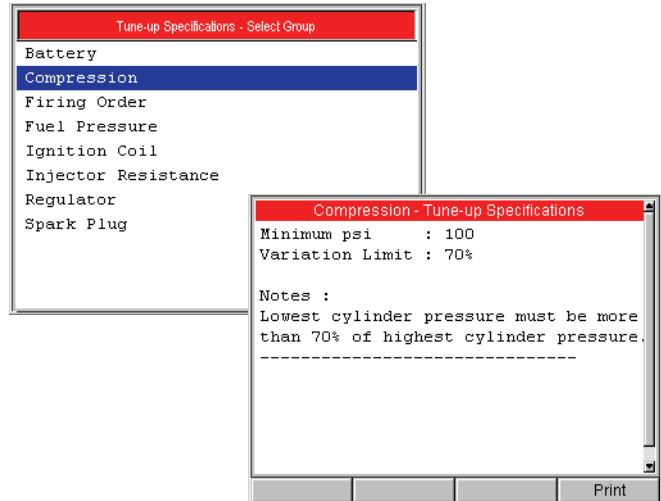 Tune-up Specifications - Select Group
Battery
Compression
Firing Order
Fuel Pressure
Ignition Coil
Injector Resistance
Regulator
Spark Plug
Compression - Tune-up Specifications
Minimum psi : 100
Variation Limit : 70%
Notes :
Lowest cylinder pressure must be more
than 70% of highest cylinder pressure.
-------------------------------
Print